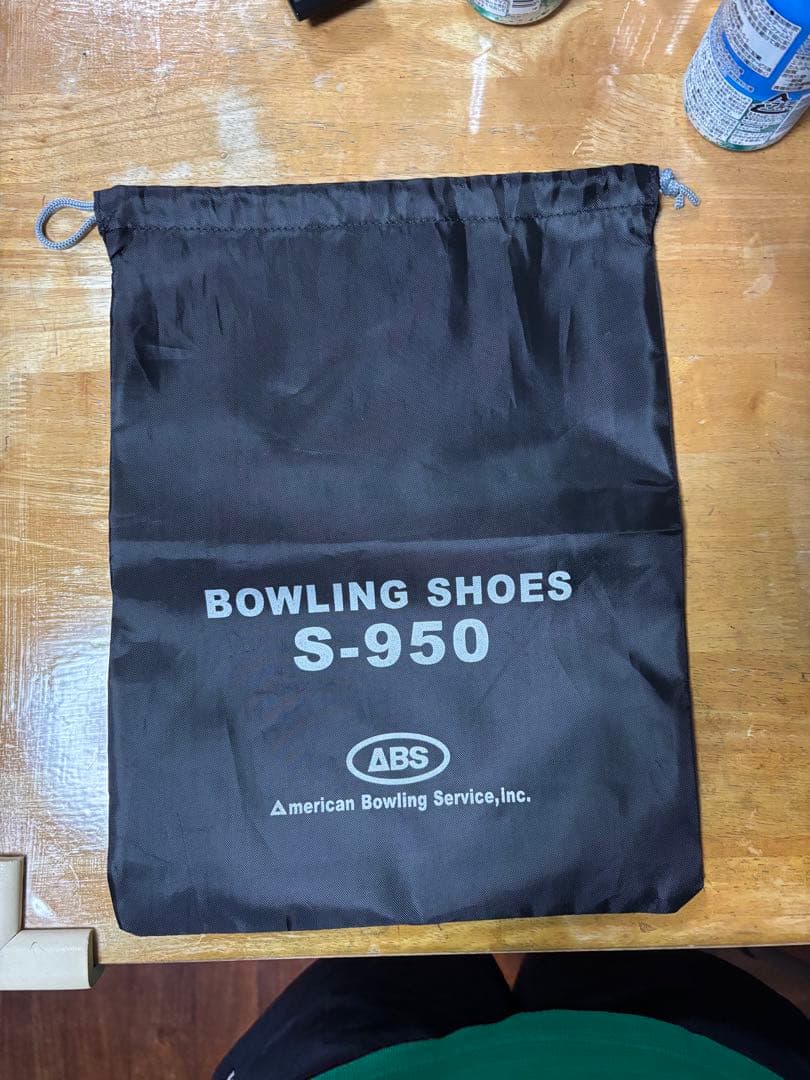 BOWLING SHOES
S-950
ABS
American Bowling Service,Inc.